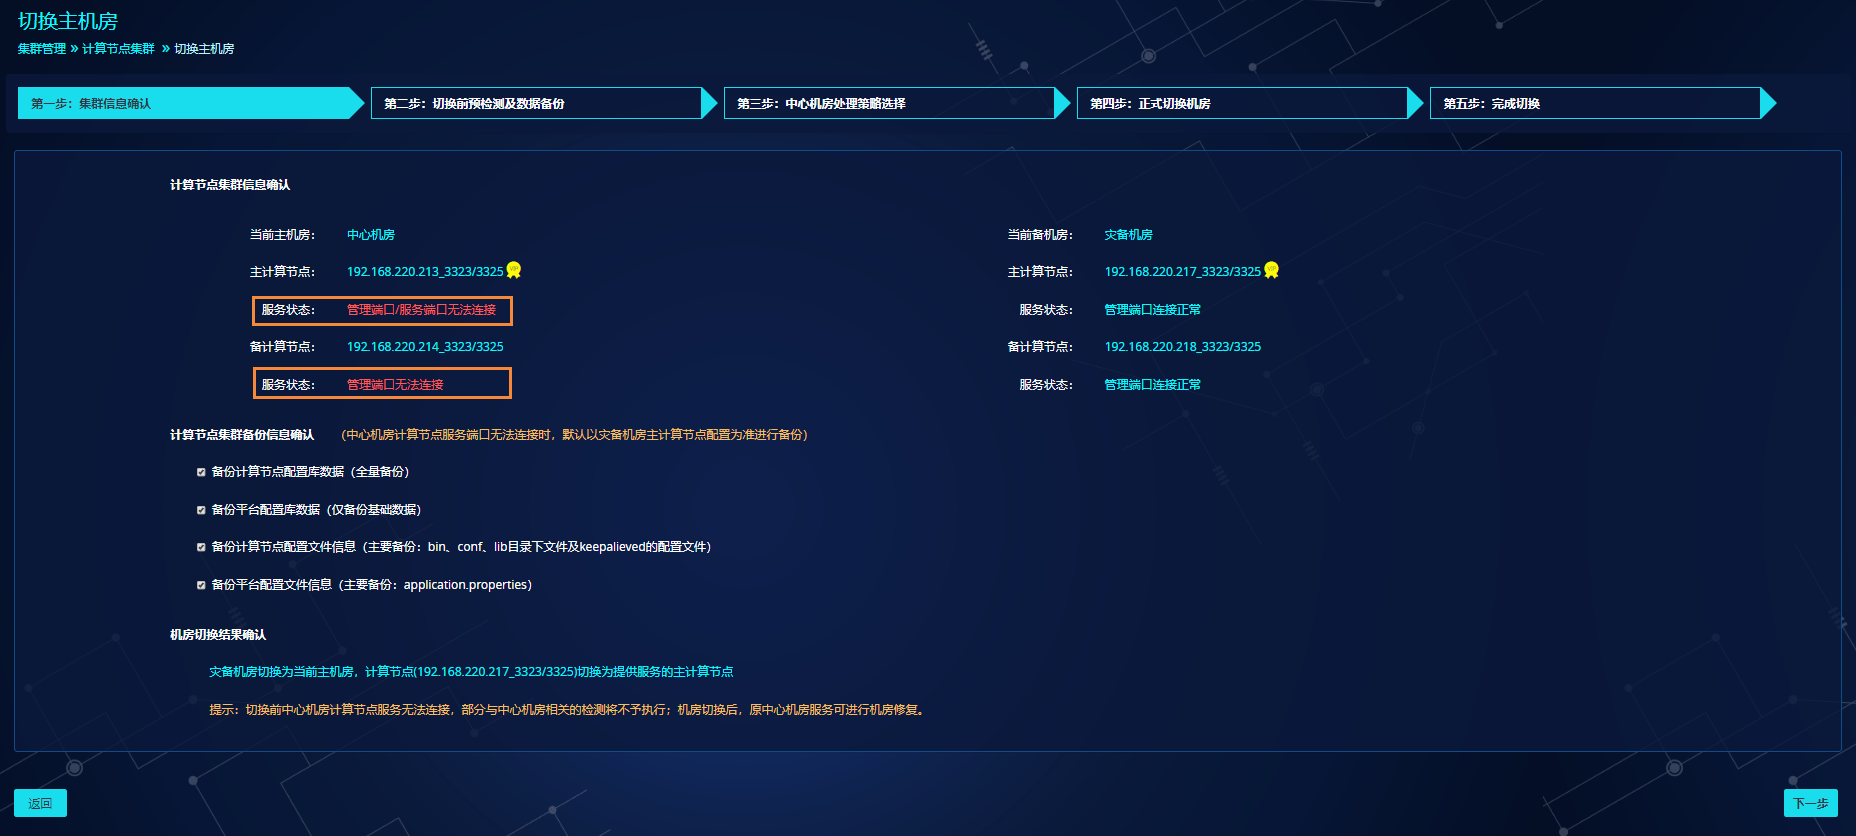 切换主机房
集群管理 » 计算节点集群 » 切换主机房
第一步：集群信息确认
第二步：切换前预检测及数据备份
第三步：中心机房处理策略选择
第四步：正式切换机房
第五步：完成切换
计算节点集群信息确认
当前主机房： 中心机房
当前备机房： 灾备机房
主计算节点： 192.168.220.213_3323/3325
主计算节点： 192.168.220.217_3323/3325
服务状态： 管理端口/服务端口无法连接
服务状态： 管理端口连接正常
备计算节点： 192.168.220.214_3323/3325
备计算节点： 192.168.220.218_3323/3325
服务状态： 管理端口无法连接
服务状态： 管理端口连接正常
计算节点集群备份信息确认 （中心机房计算节点服务端口无法连接时，默认以灾备机房主计算节点配置为准进行备份）
备份计算节点配置库数据（全量备份）
备份平台配置库数据（仅备份基础数据）
备份计算节点配置文件信息（主要备份：bin、conf、lib目录下文件及keepalieved的配置文件）
备份平台配置文件信息（主要备份：application.properties）
机房切换结果确认
灾备机房切换为当前主机房，计算节点(192.168.220.217_3323/3325)切换为提供服务的主计算节点
提示：切换前中心机房计算节点服务无法连接，部分与中心机房相关的检测将不予执行；机房切换后，原中心机房服务可进行机房修复。
返回
下一步